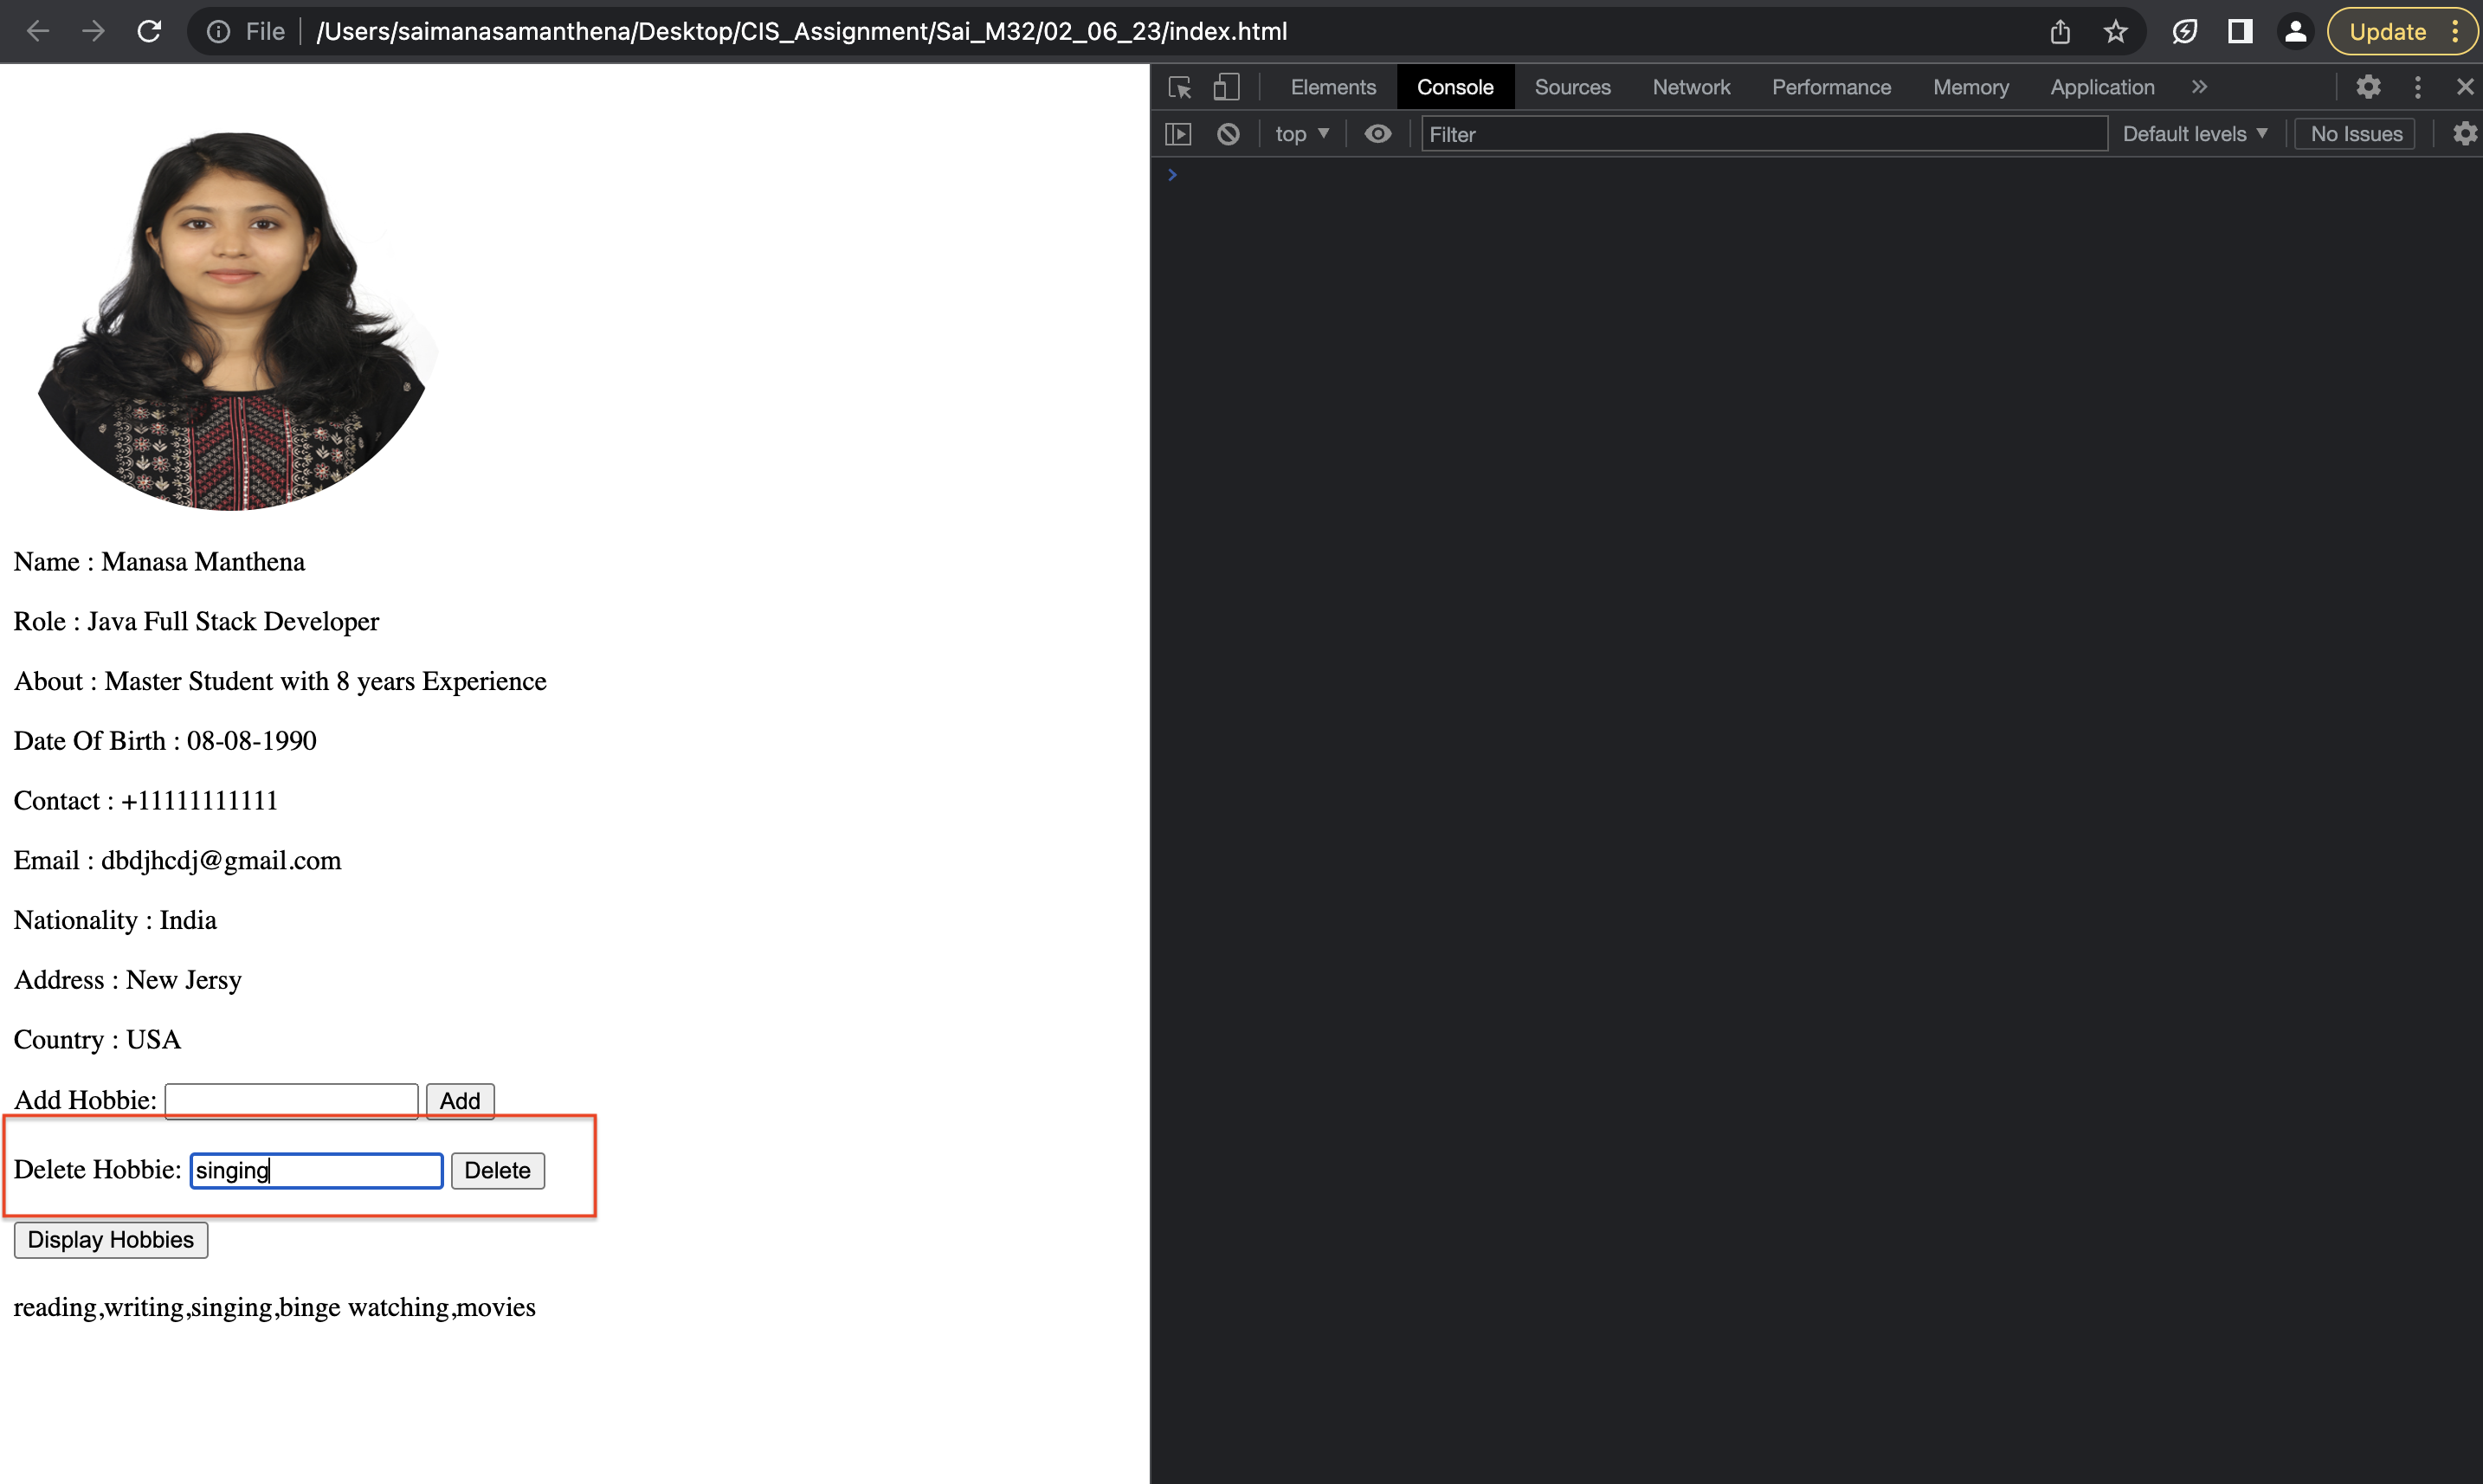 File /Users/saimanasamanthena/Desktop/CIS_Assignment/Sai_M32/02_06_23/index.html Update
Elements Console Sources Network Performance Memory Application
top Filter Default levels No Issues
Name : Manasa Manthena
Role : Java Full Stack Developer
About : Master Student with 8 years Experience
Date Of Birth : 08-08-1990
Contact : +11111111111
Email : dbdjhcdj@gmail.com
Nationality : India
Address : New Jersy
Country : USA
Add Hobbie: Add
Delete Hobbie: singing Delete
Display Hobbies
reading,writing,singing,binge watching,movies